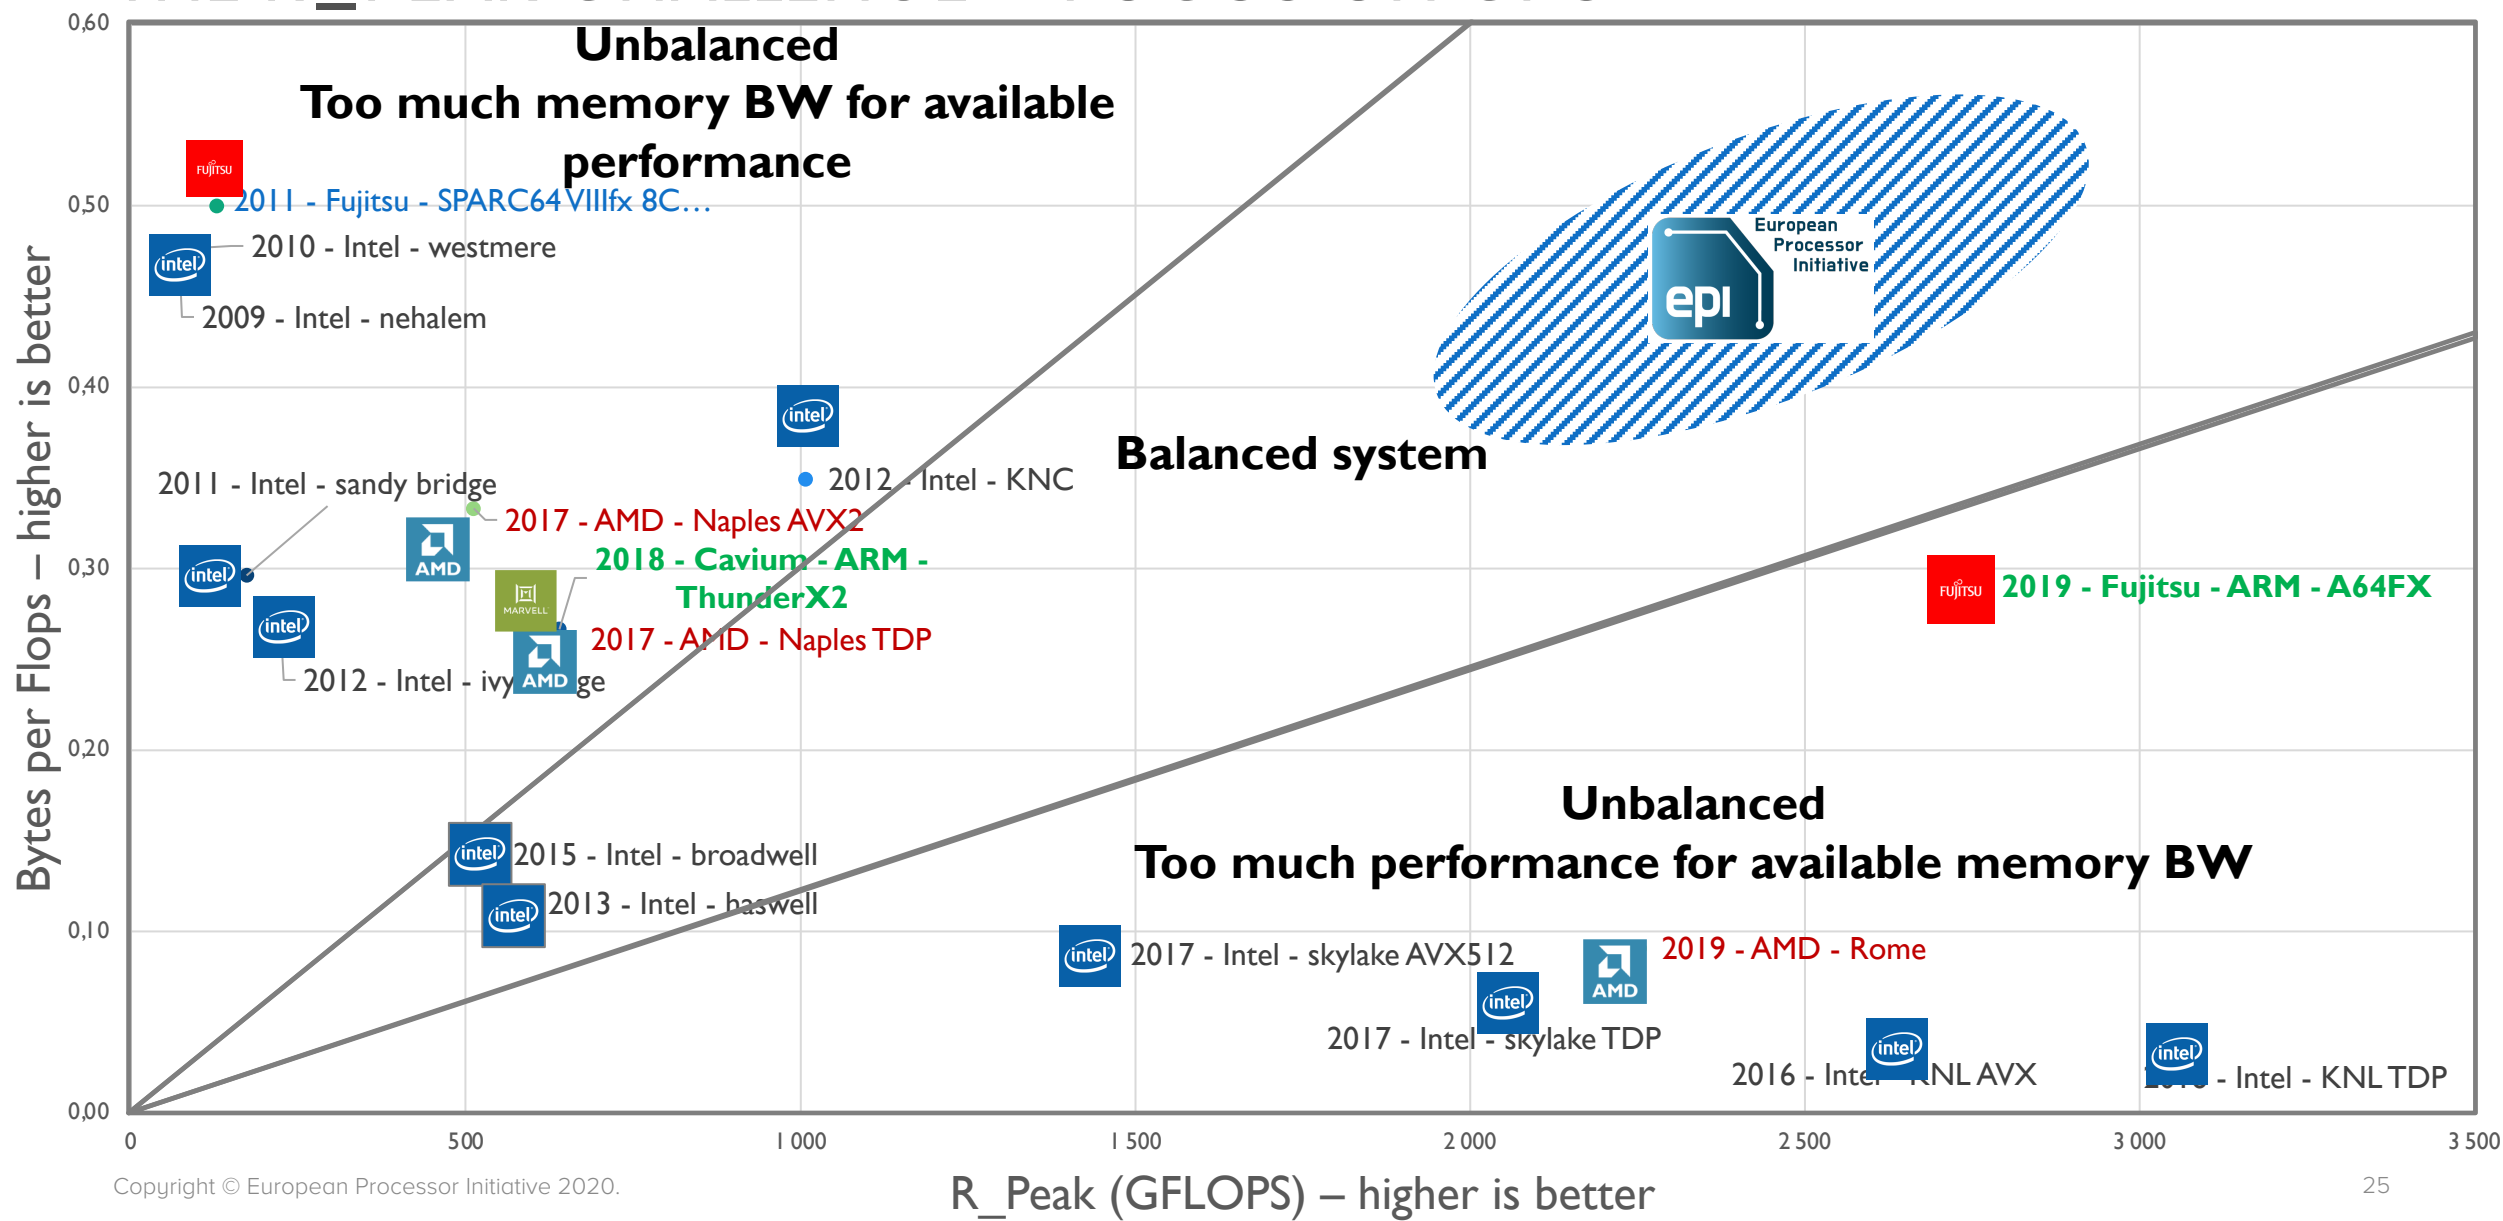 0,60
Unbalanced
Too much memory BW for available
performance
FUJITSU
2011 - Fujitsu - SPARC64 VIIIfx 8C…
0,50
intel
2010 - Intel - westmere
2009 - Intel - nehalem
European
Processor
Initiative
epi
0,40
intel
Balanced system
2012 - Intel - KNC
2011 - Intel - sandy bridge
2017 - AMD - Naples AVX2
AMD
2018 - Cavium - ARM -
ThunderX2
0,30
intel
MARVELL
FUJITSU
2019 - Fujitsu - ARM - A64FX
intel
2017 - AMD - Naples TDP
AMD
2012 - Intel - ivy ge
0,20
Unbalanced
Too much performance for available memory BW
intel
2015 - Intel - broadwell
intel
2013 - Intel - haswell
0,10
intel
2017 - Intel - skylake AVX512
AMD
2019 - AMD - Rome
intel
2017 - Intel - skylake TDP
intel
2016 - Intel - KNL AVX
intel
- Intel - KNL TDP
0,00
0
500
1 000
1 500
2 000
2 500
3 000
3 500
Bytes per Flops – higher is better
R_Peak (GFLOPS) – higher is better
Copyright © European Processor Initiative 2020.
25